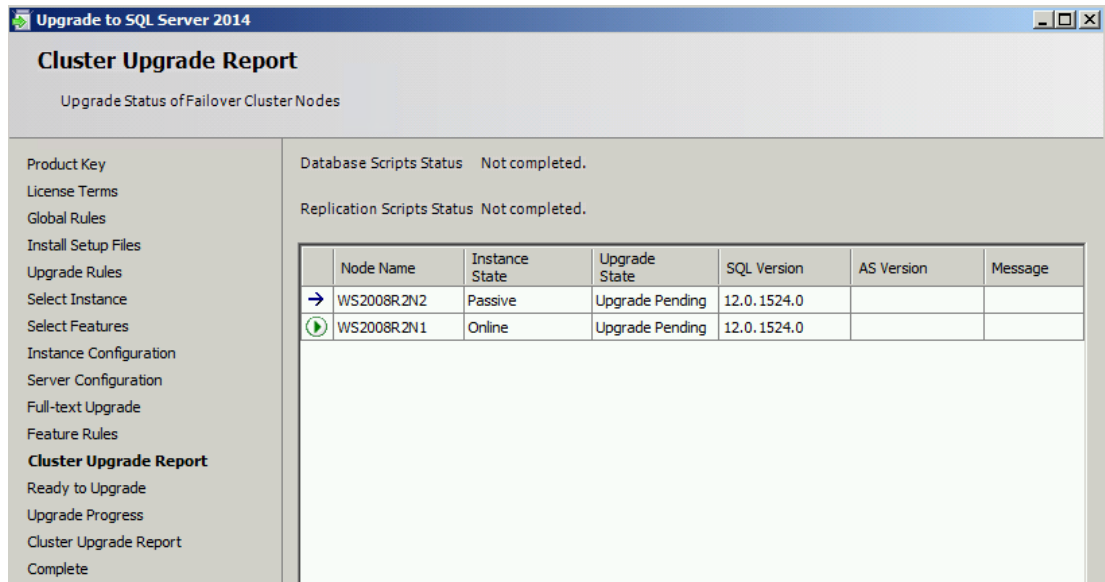 Upgrade to SQL Server 2014
Cluster Upgrade Report
Upgrade Status of Failover Cluster Nodes
Product Key
License Terms
Global Rules
Install Setup Files
Upgrade Rules
Select Instance
Select Features
Instance Configuration
Server Configuration
Full-text Upgrade
Feature Rules
Cluster Upgrade Report
Ready to Upgrade
Upgrade Progress
Cluster Upgrade Report
Complete
Database Scripts Status Not completed.
Replication Scripts Status Not completed.
Node Name Instance State Upgrade State SQL Version AS Version Message
WS2008R2N2 Passive Upgrade Pending 12.0.1524.0
WS2008R2N1 Online Upgrade Pending 12.0.1524.0